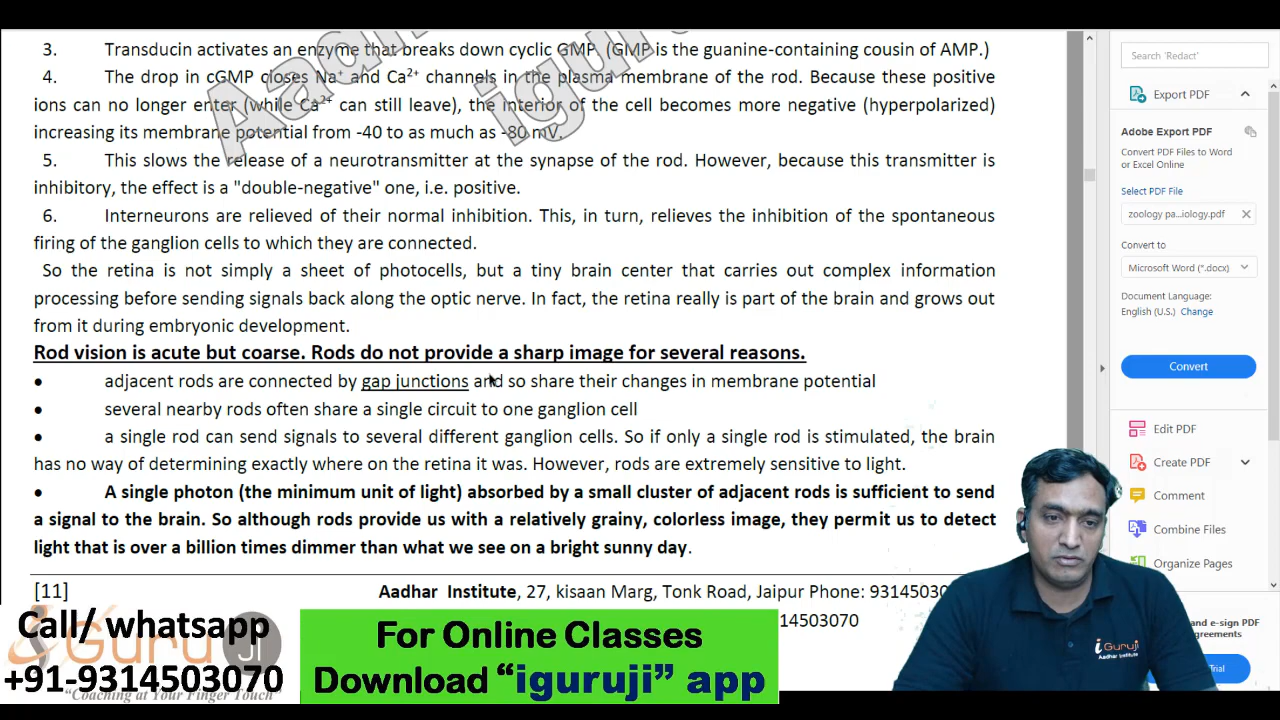 3. Transducin activates an enzyme that breaks down cyclic GMP. (GMP is the guanine-containing cousin of AMP.)
4. The drop in cGMP closes Na⁺ and Ca²⁺ channels in the plasma membrane of the rod. Because these positive
ions can no longer enter (while Ca²⁺ can still leave), the interior of the cell becomes more negative (hyperpolarized)
increasing its membrane potential from -40 to as much as -80 mV.
5. This slows the release of a neurotransmitter at the synapse of the rod. However, because this transmitter is
inhibitory, the effect is a "double-negative" one, i.e. positive.
6. Interneurons are relieved of their normal inhibition. This, in turn, relieves the inhibition of the spontaneous
firing of the ganglion cells to which they are connected.
So the retina is not simply a sheet of photocells, but a tiny brain center that carries out complex information
processing before sending signals back along the optic nerve. In fact, the retina really is part of the brain and grows out
from it during embryonic development.
Rod vision is acute but coarse. Rods do not provide a sharp image for several reasons.
• adjacent rods are connected by gap junctions and so share their changes in membrane potential
• several nearby rods often share a single circuit to one ganglion cell
• a single rod can send signals to several different ganglion cells. So if only a single rod is stimulated, the brain
has no way of determining exactly where on the retina it was. However, rods are extremely sensitive to light.
• A single photon (the minimum unit of light) absorbed by a small cluster of adjacent rods is sufficient to send
a signal to the brain. So although rods provide us with a relatively grainy, colorless image, they permit us to detect
light that is over a billion times dimmer than what we see on a bright sunny day.
[11] Aadhar Institute, 27, kisaan Marg, Tonk Road, Jaipur Phone: 93145030
14503070
Call/ whatsapp
+91-9314503070
GuruJI
"Coaching at Your Finger Touch"
For Online Classes
Download "iguruji" app
Search 'Redact'
Export PDF
Adobe Export PDF
Convert PDF Files to Word
or Excel Online
Select PDF File
zoology pa...iology.pdf
Convert to
Microsoft Word (*.docx)
Document Language:
English (U.S.) Change
Convert
Edit PDF
Create PDF
Comment
Combine Files
Organize Pages
and e-sign PDF
greements
Trial
iGuruji
Aadhar Institute